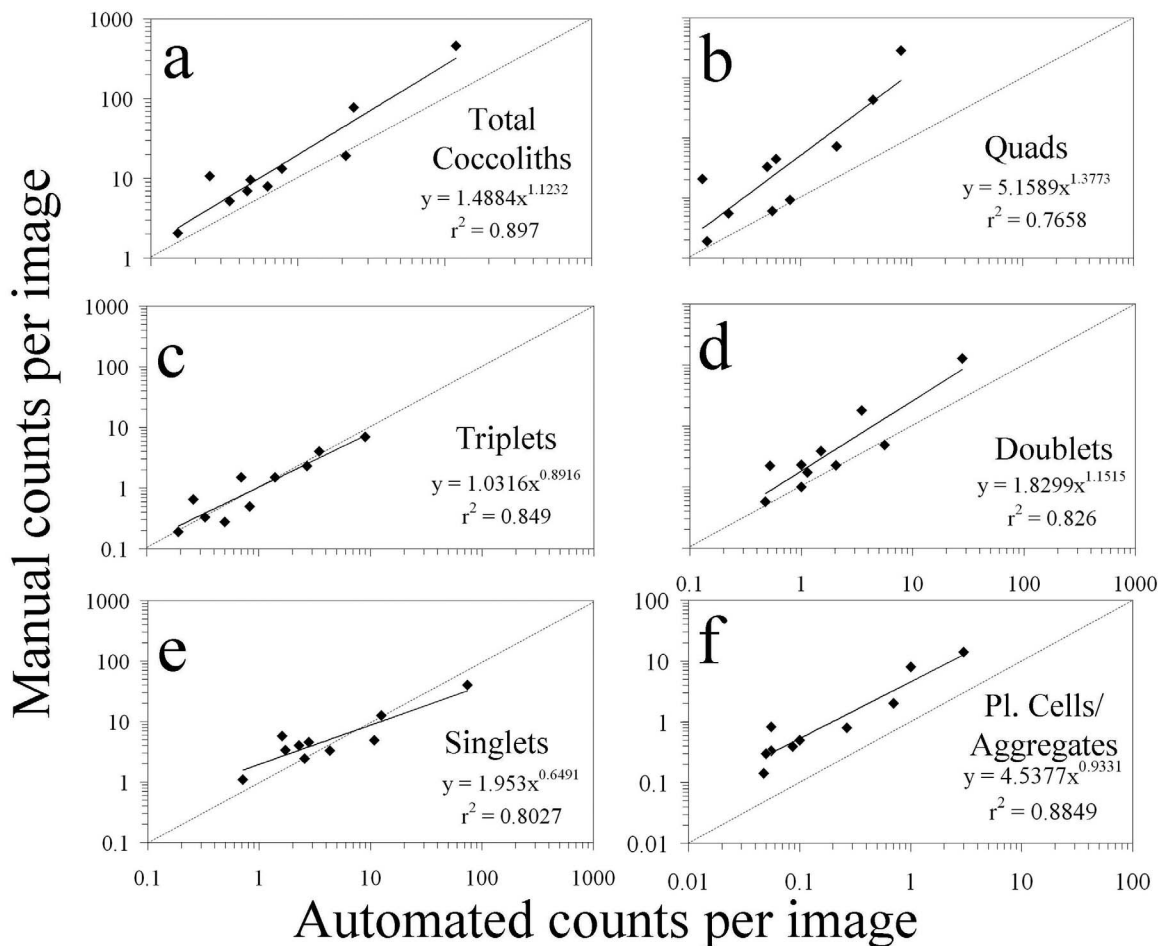 Manual counts per image
1000
100
10
1
a
Total
Coccoliths
y = 1.4884x^1.1232
r^2 = 0.897
b
Quads
y = 5.1589x^1.3773
r^2 = 0.7658
1000
100
10
1
0.1
c
Triplets
y = 1.0316x^0.8916
r^2 = 0.849
d
Doublets
y = 1.8299x^1.1515
r^2 = 0.826
0.1 1 10 100 1000
1000
100
10
1
0.1
e
Singlets
y = 1.953x^0.6491
r^2 = 0.8027
0.1 1 10 100 1000
100
10
1
0.1
0.01
f
Pl. Cells/
Aggregates
y = 4.5377x^0.9331
r^2 = 0.8849
0.01 0.1 1 10 100
Automated counts per image